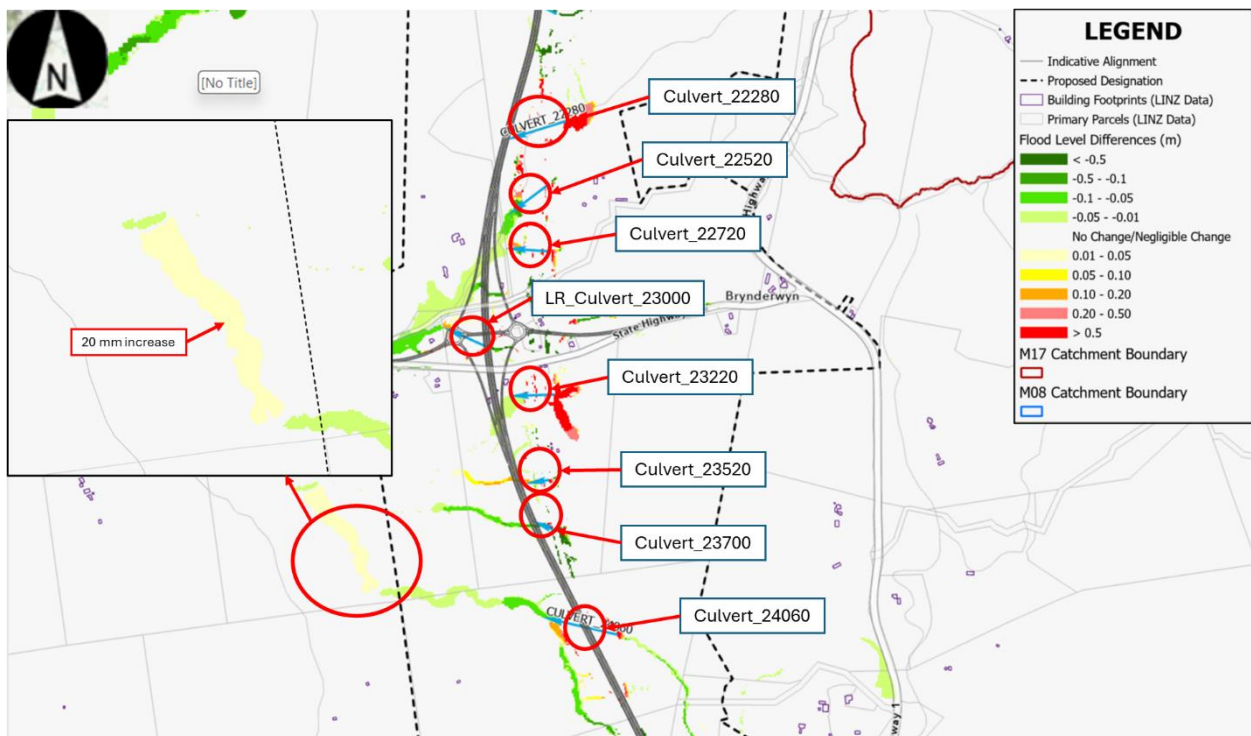 N
[No Title]
CULVERT_22280
Culvert_22280
Culvert_22520
Culvert_22720
LR_Culvert_23000
Brynderwyn
State Highway
Highway
Culvert_23220
20 mm increase
Culvert_23520
Culvert_23700
Culvert_24060
way 1
LEGEND
Indicative Alignment
Proposed Designation
Building Footprints (LINZ Data)
Primary Parcels (LINZ Data)
Flood Level Differences (m)
< -0.5
-0.5 - -0.1
-0.1 - -0.05
-0.05 - -0.01
No Change/Negligible Change
0.01 - 0.05
0.05 - 0.10
0.10 - 0.20
0.20 - 0.50
> 0.5
M17 Catchment Boundary
M08 Catchment Boundary